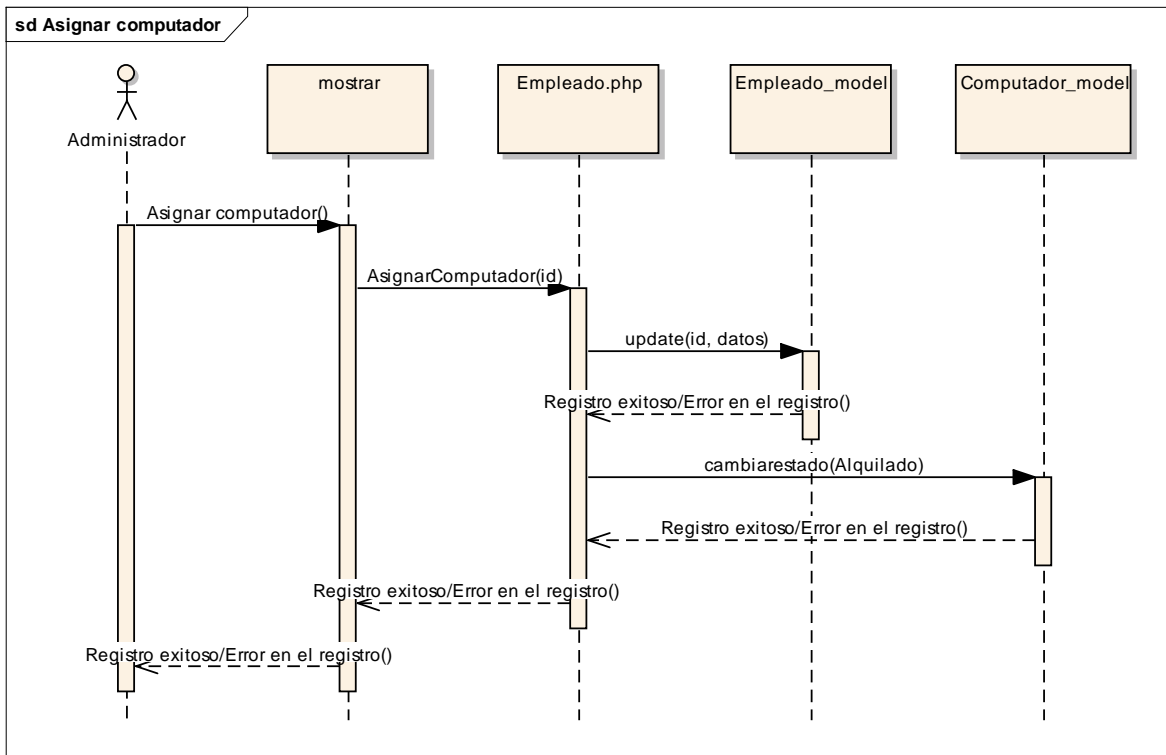 sd Asignar computador
Administrador
mostrar
Empleado.php
Empleado_model
Computador_model
Asignar computador()
AsignarComputador(id)
update(id, datos)
Registro exitoso/Error en el registro()
cambiarestado(Alquilado)
Registro exitoso/Error en el registro()
Registro exitoso/Error en el registro()
Registro exitoso/Error en el registro()